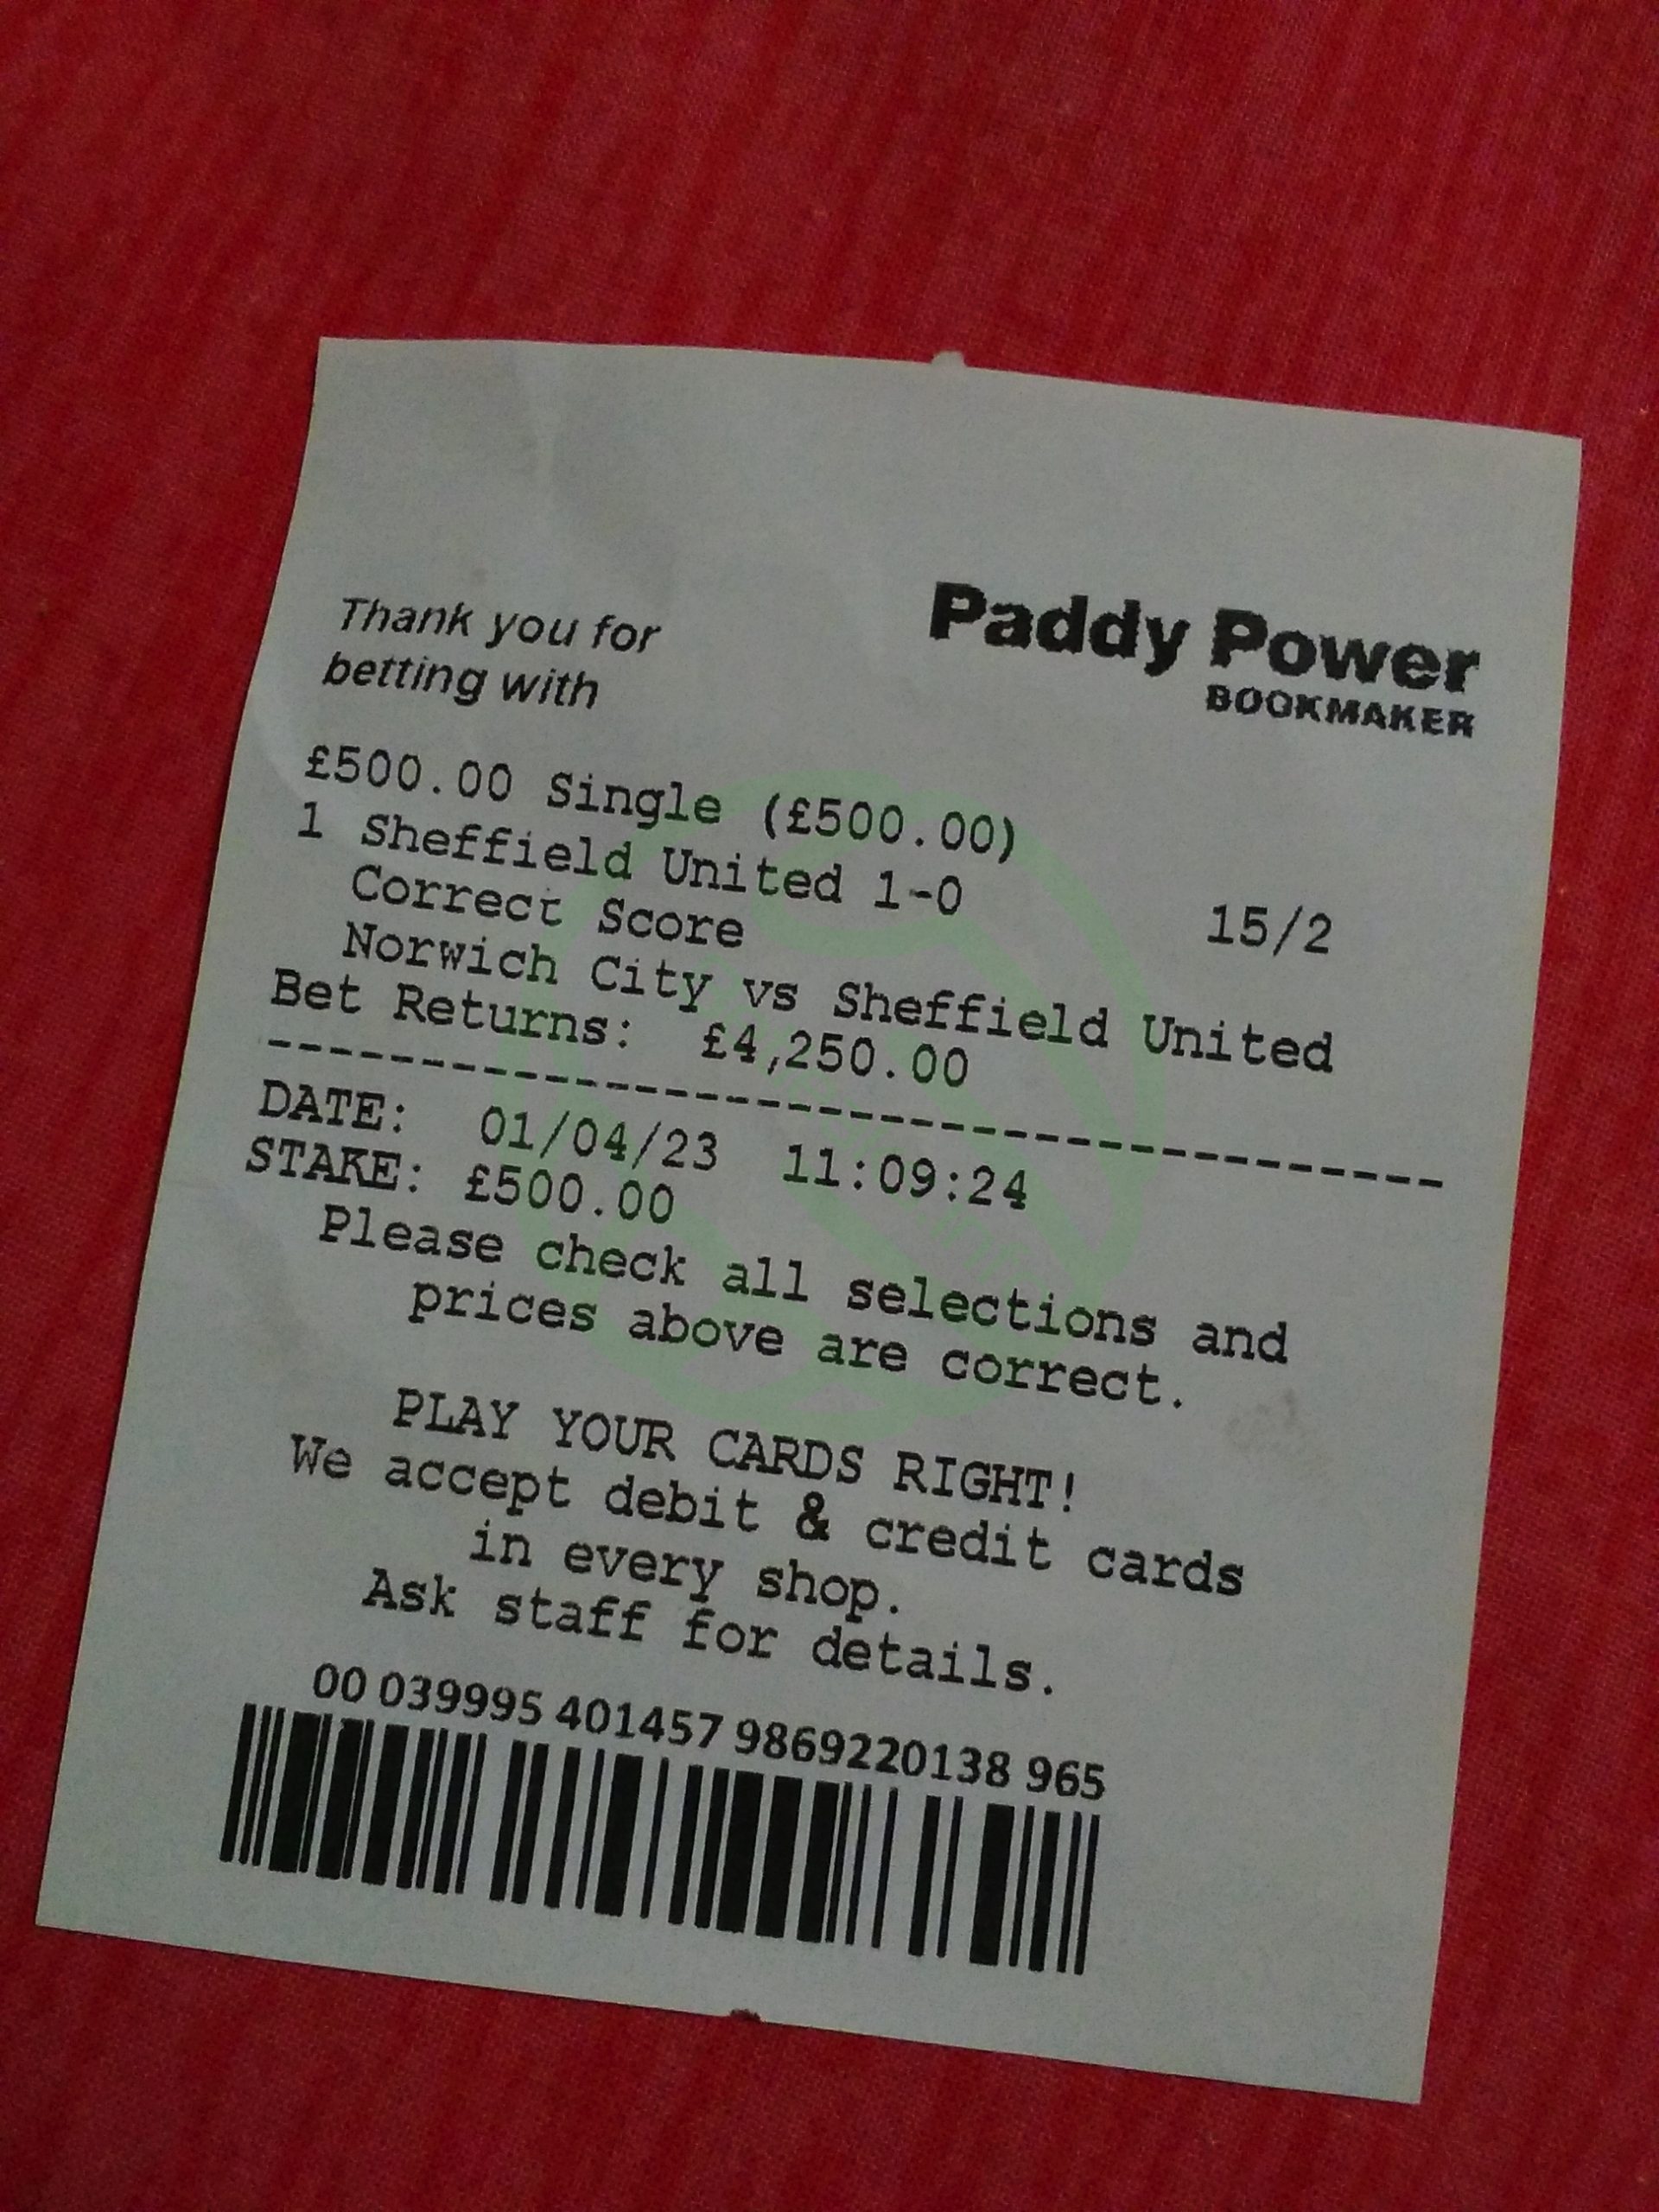 Thank you for
betting with
Paddy Power
BOOKMAKER
£500.00 Single (£500.00)
1 Sheffield United 1-0 15/2
Correct Score
Norwich City vs Sheffield United
Bet Returns: £4,250.00
--------------------------------------
DATE: 01/04/23 11:09:24
STAKE: £500.00
Please check all selections and
prices above are correct.
PLAY YOUR CARDS RIGHT!
We accept debit & credit cards
in every shop.
Ask staff for details.
00 039995 401457 9869220138 965